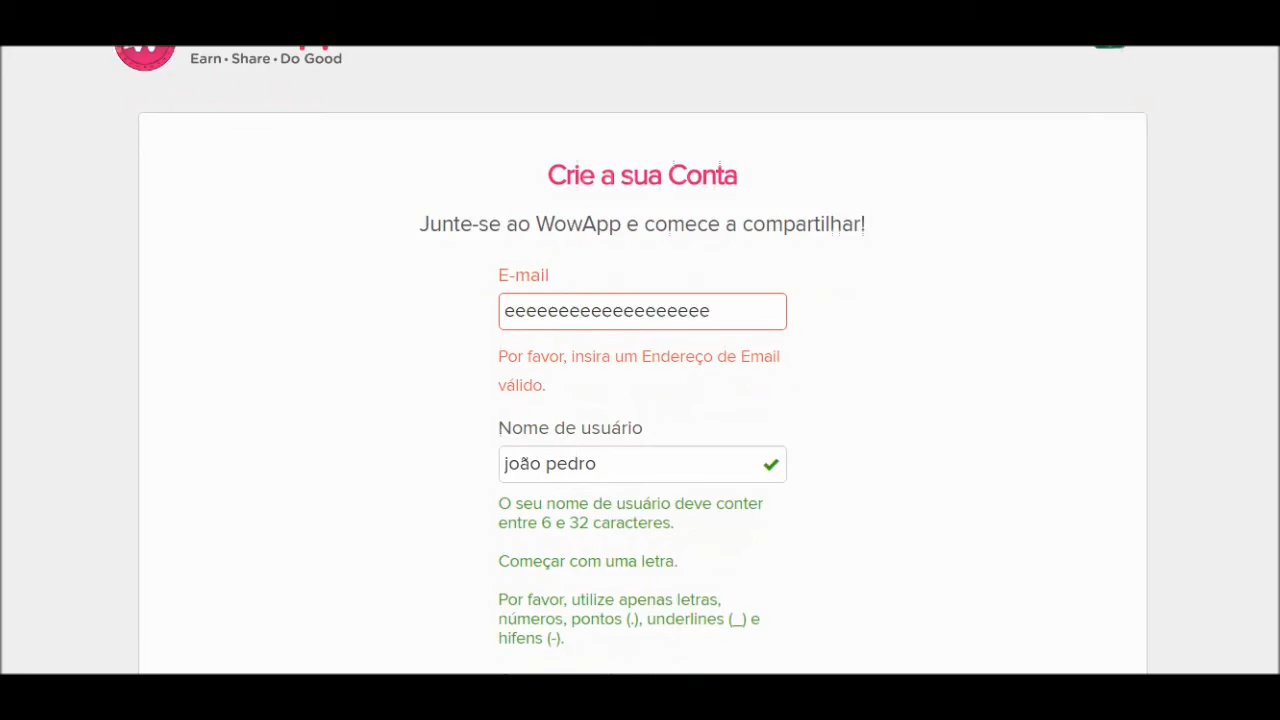 Earn • Share • Do Good
Crie a sua Conta
Junte-se ao WowApp e comece a compartilhar!
E-mail
eeeeeeeeeeeeeeeeeee
Por favor, insira um Endereço de Email
válido.
Nome de usuário
joão pedro
O seu nome de usuário deve conter
entre 6 e 32 caracteres.
Começar com uma letra.
Por favor, utilize apenas letras,
números, pontos (.), underlines (_) e
hifens (-).